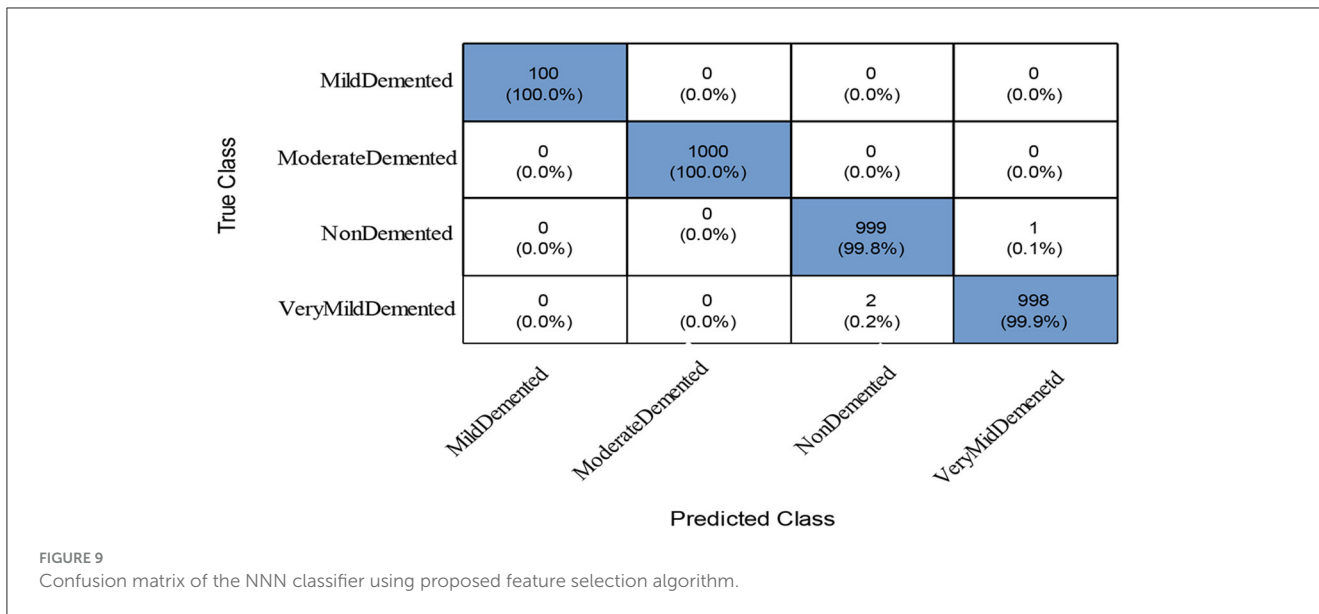 MildDemented
100
(100.0%)
0
(0.0%)
0
(0.0%)
0
(0.0%)
ModerateDemented
0
(0.0%)
1000
(100.0%)
0
(0.0%)
0
(0.0%)
NonDemented
0
(0.0%)
0
(0.0%)
999
(99.8%)
1
(0.1%)
VeryMildDemented
0
(0.0%)
0
(0.0%)
2
(0.2%)
998
(99.9%)
True Class
MildDemented
ModerateDemented
NonDemented
VeryMidDemenetd
Predicted Class
FIGURE 9
Confusion matrix of the NNN classifier using proposed feature selection algorithm.